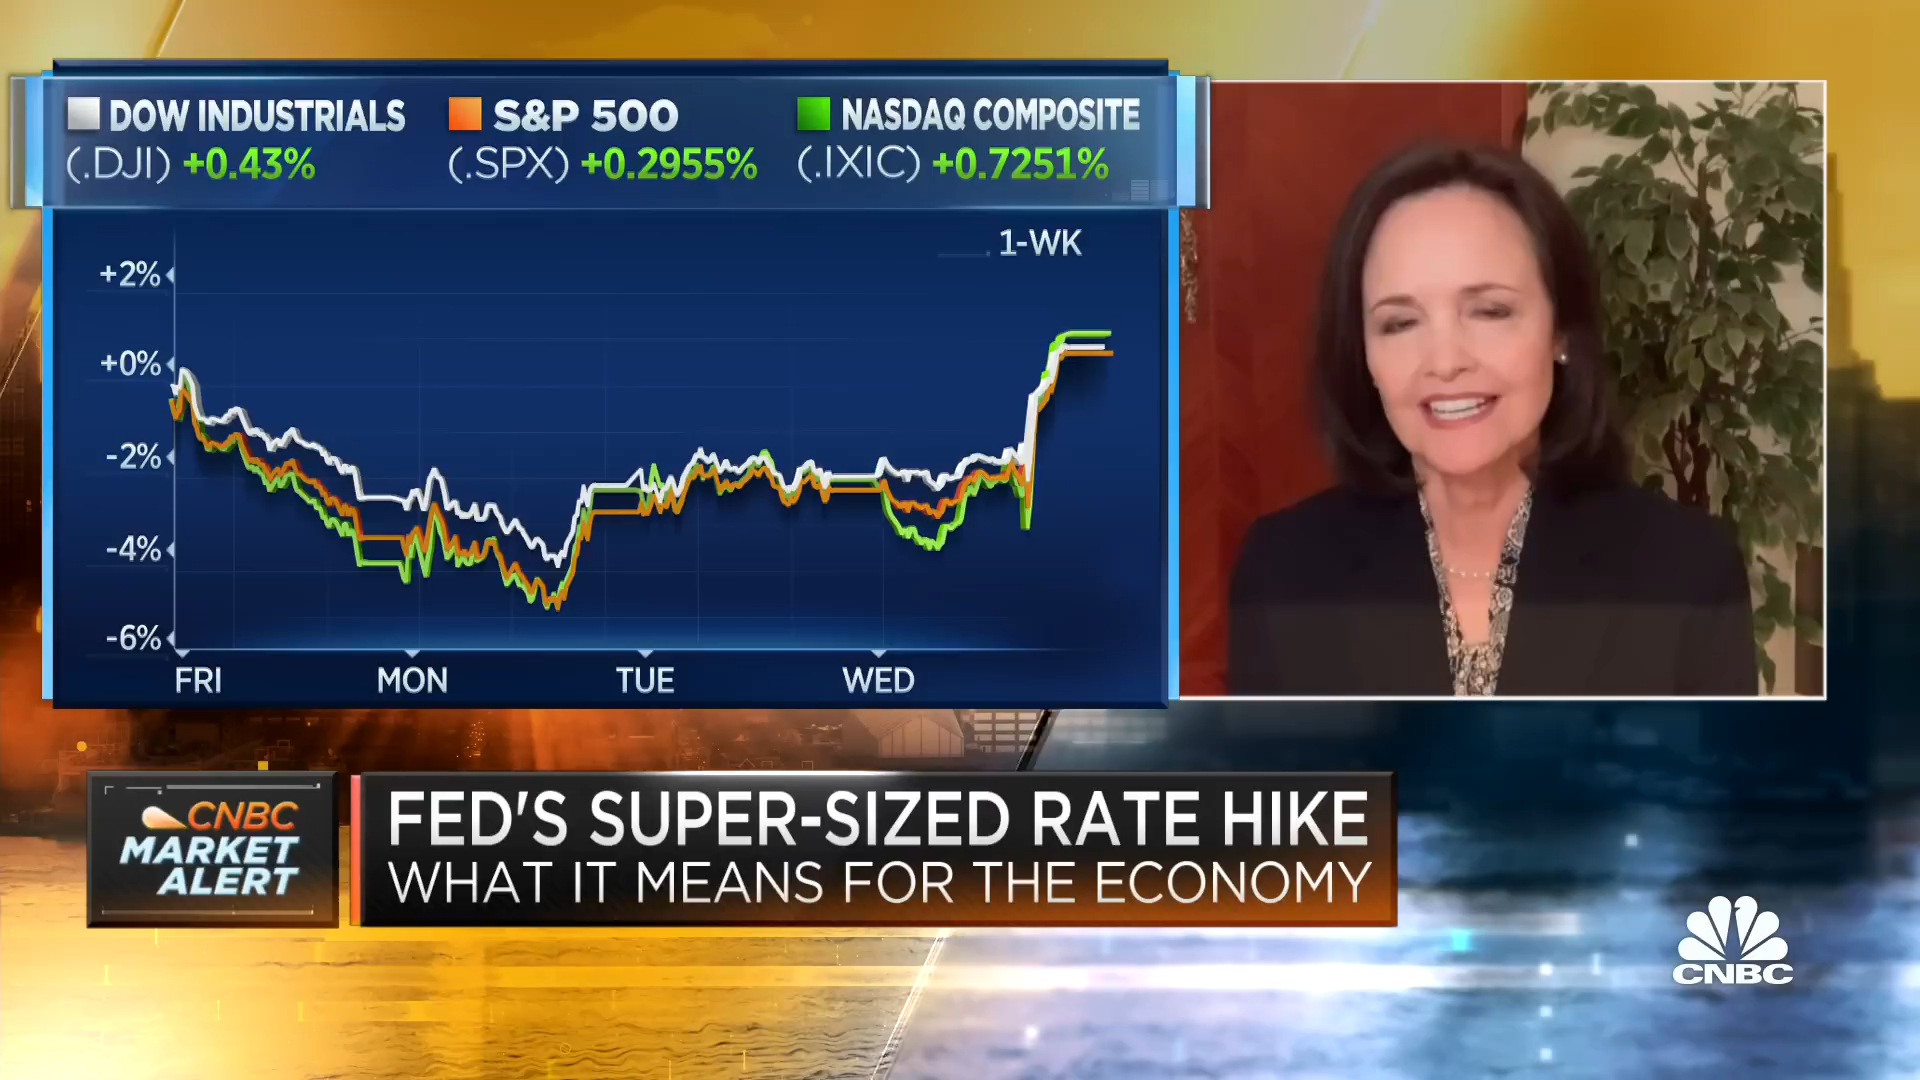 DOW INDUSTRIALS
(.DJI) +0.43%
S&P 500
(.SPX) +0.2955%
NASDAQ COMPOSITE
(.IXIC) +0.7251%
1-WK
+2%
+0%
-2%
-4%
-6%
FRI MON TUE WED
CNBC
MARKET
ALERT
FED'S SUPER-SIZED RATE HIKE
WHAT IT MEANS FOR THE ECONOMY
CNBC